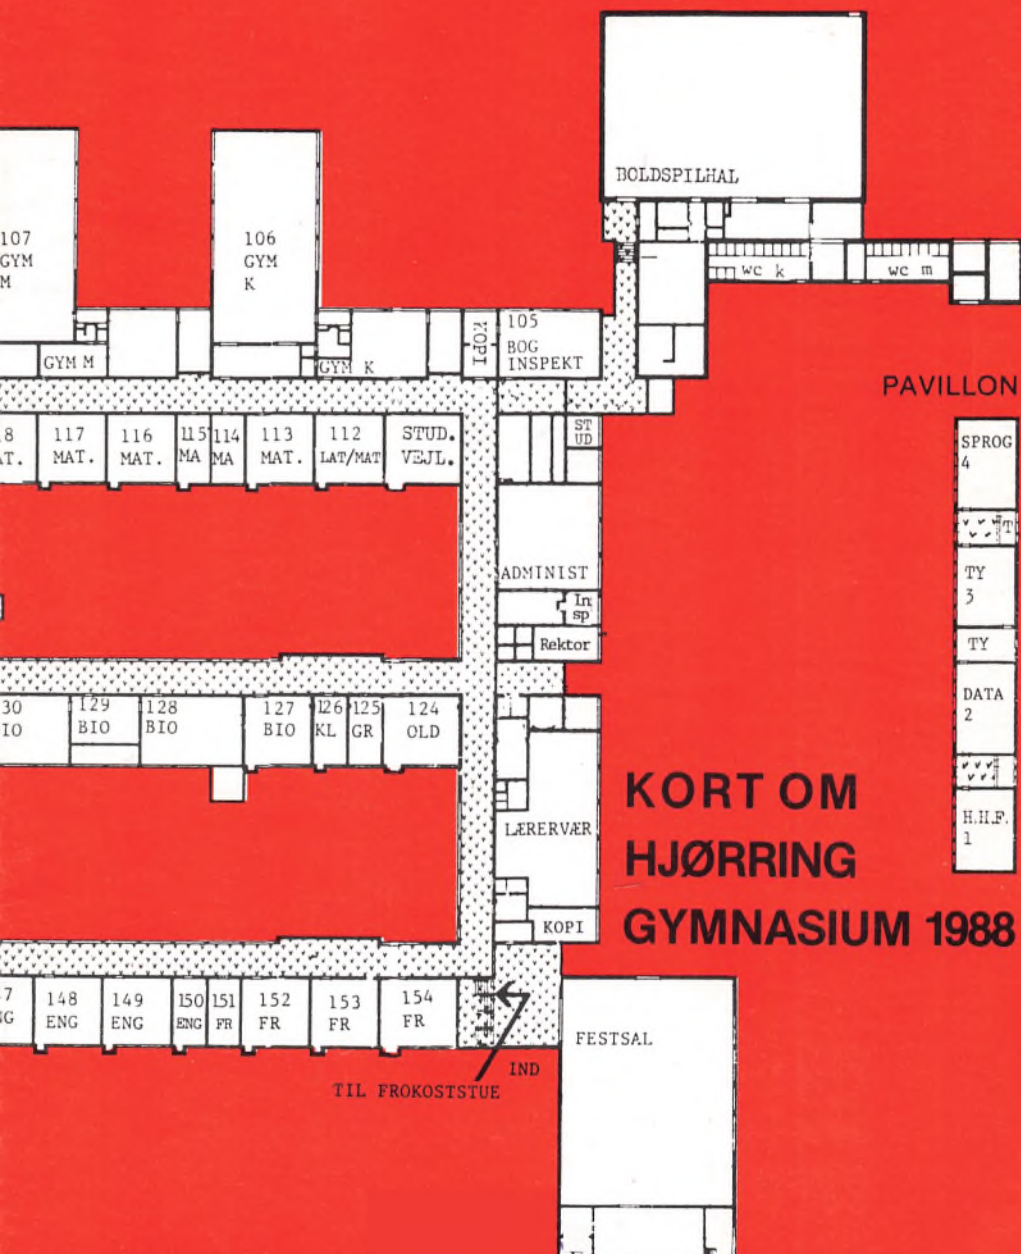 BOLDSPILHAL
107
GYM
M
106
GYM
K
wc k
wc m
KOPI
105
BOG
INSPEKT
GYM M
GYM K
PAVILLON
117
MAT.
116
MAT.
115
MA
114
MA
113
MAT.
112
LAT/MAT
STUD.
VEJL.
ST
UD
SPROG
4
T
ADMINIST
In
sp
Rektor
TY
3
TY
DATA
2
H.H.F.
1
30
IO
129
BIO
128
BIO
127
BIO
126
KL
125
GR
124
OLD
LÆRERVÆR
KOPI
KORT OM
HJØRRING
GYMNASIUM 1988
148
ENG
149
ENG
150
ENG
151
FR
152
FR
153
FR
154
FR
FESTSAL
IND
TIL FROKOSTSTUE